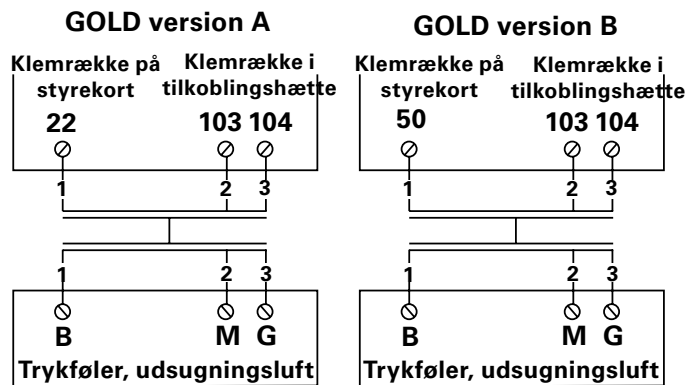 GOLD version A
Klemrække på styrekort
Klemrække i tilkoblingshætte
22
103 104
1
2
3
1
2
3
B
M
G
Trykføler, udsugningsluft
GOLD version B
Klemrække på styrekort
Klemrække i tilkoblingshætte
50
103 104
1
2
3
1
2
3
B
M
G
Trykføler, udsugningsluft